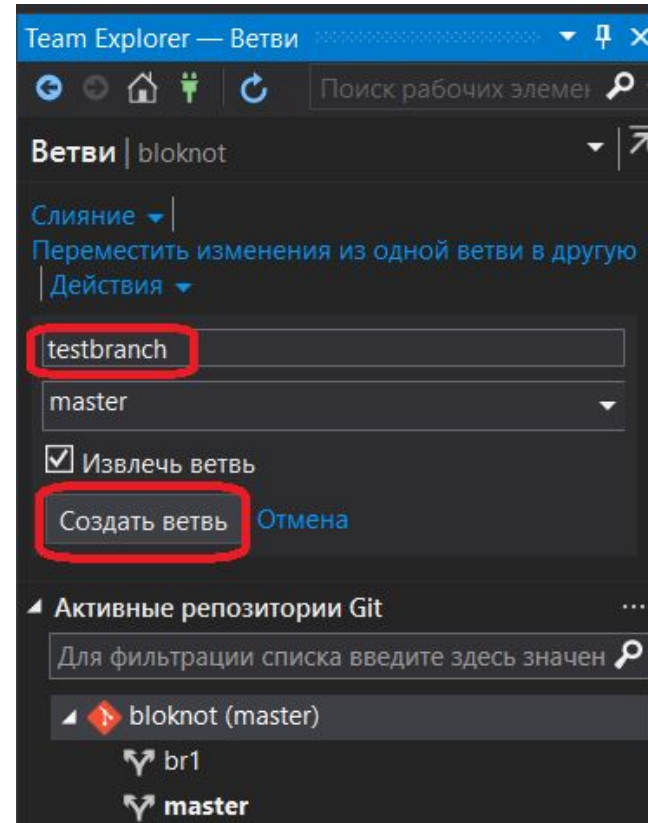 Team Explorer — Ветви
Поиск рабочих элемен
Ветви | bloknot
Слияние
Переместить изменения из одной ветви в другую
Действия
testbranch
master
Извлечь ветвь
Создать ветвь Отмена
Активные репозитории Git
Для фильтрации списка введите здесь значен
bloknot (master)
br1
master